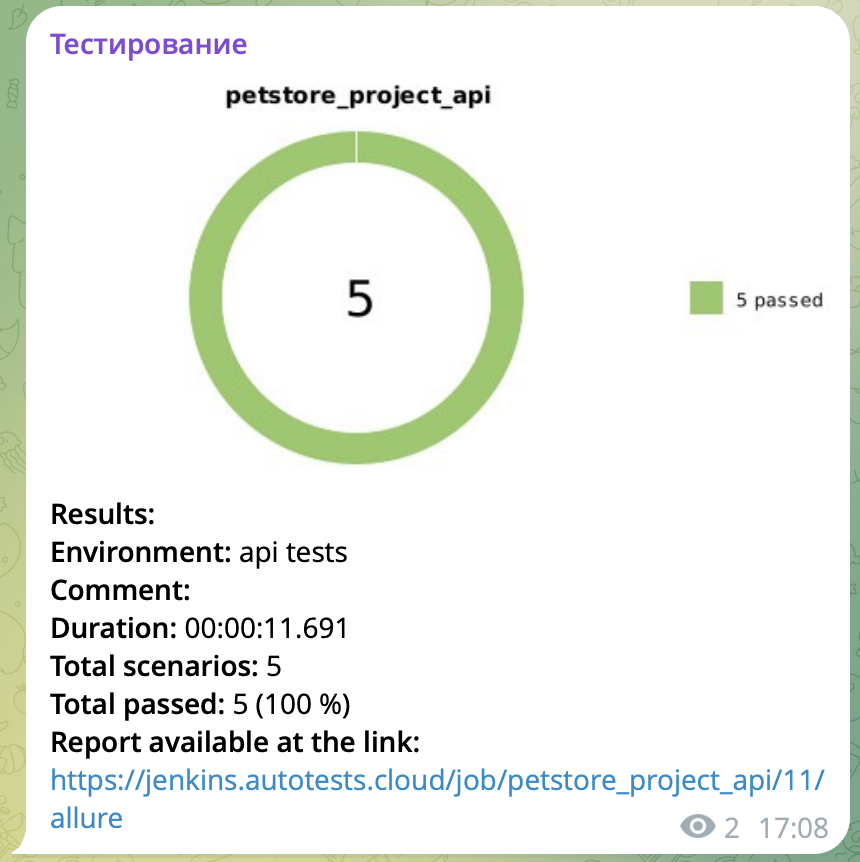 Тестирование
petstore_project_api
5
5 passed
Results:
Environment: api tests
Comment:
Duration: 00:00:11.691
Total scenarios: 5
Total passed: 5 (100 %)
Report available at the link:
https://jenkins.autotests.cloud/job/petstore_project_api/11/
allure
2 17:08